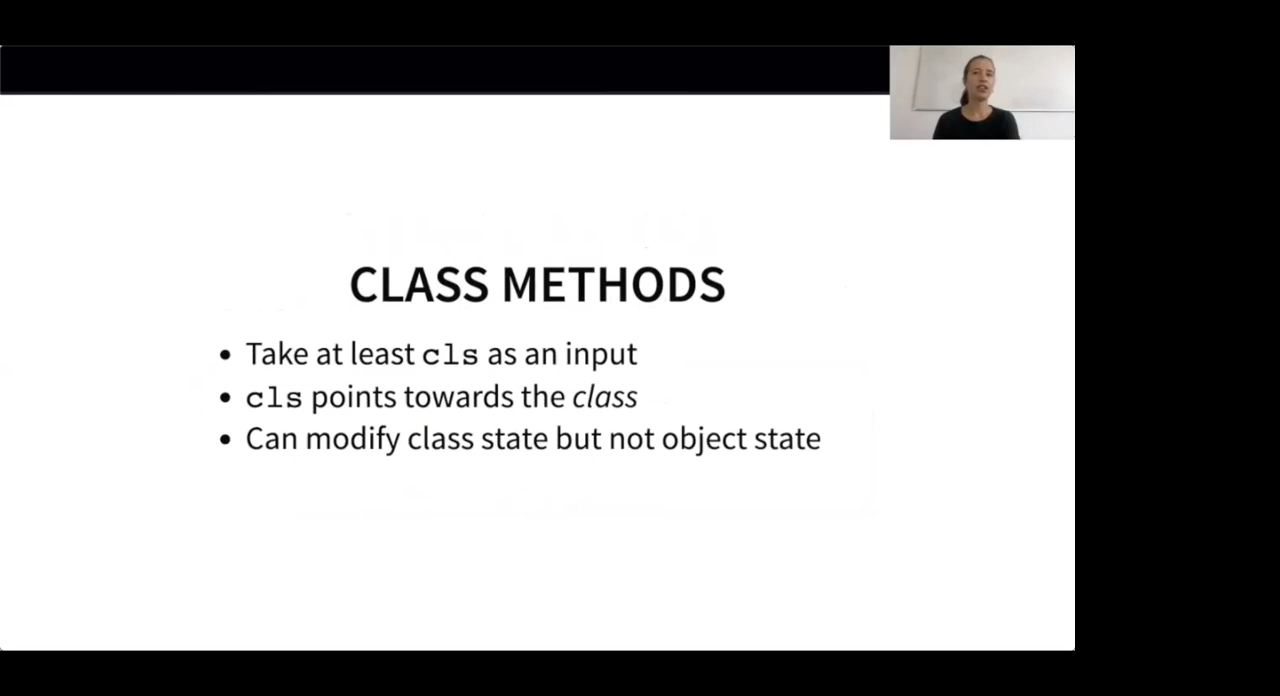 CLASS METHODS
• Take at least cls as an input
• cls points towards the class
• Can modify class state but not object state